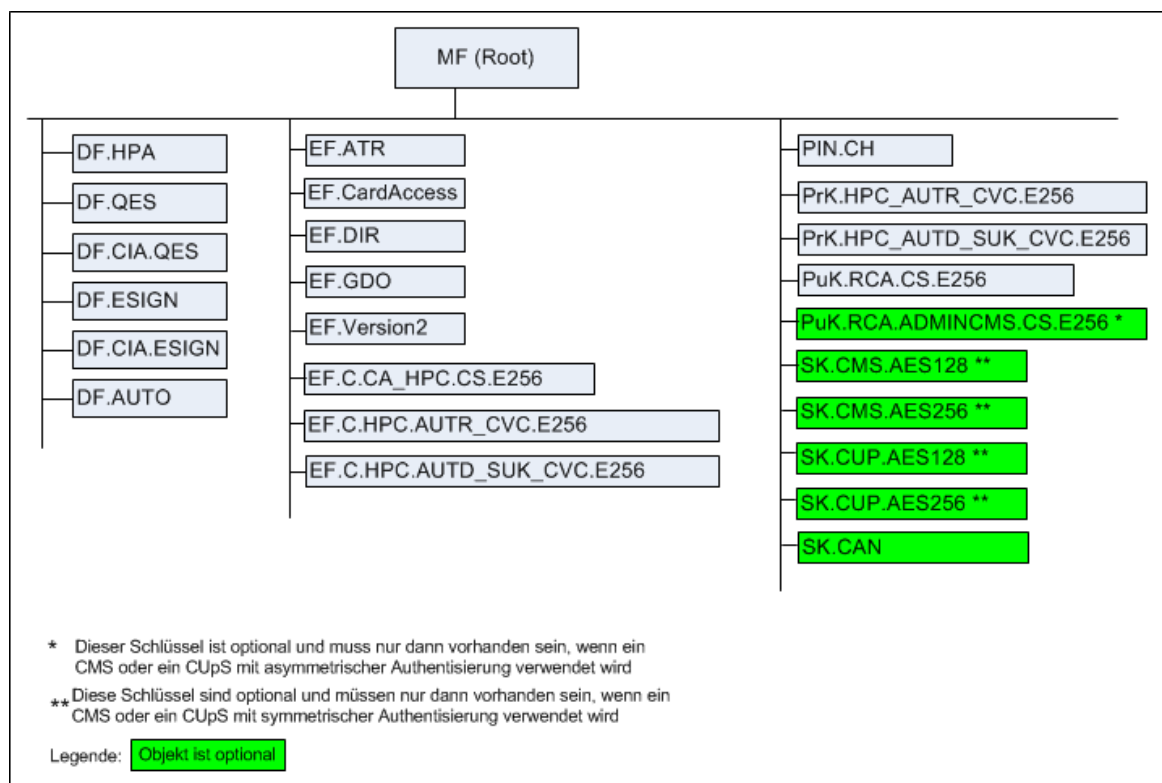 MF (Root)
DF.HPA
DF.QES
DF.CIA.QES
DF.ESIGN
DF.CIA.ESIGN
DF.AUTO
EF.ATR
EF.CardAccess
EF.DIR
EF.GDO
EF.Version2
EF.C.CA_HPC.CS.E256
EF.C.HPC.AUTR_CVC.E256
EF.C.HPC.AUTD_SUK_CVC.E256
PIN.CH
PrK.HPC_AUTR_CVC.E256
PrK.HPC_AUTD_SUK_CVC.E256
PuK.RCA.CS.E256
PuK.RCA.ADMINCMS.CS.E256 *
SK.CMS.AES128 **
SK.CMS.AES256 **
SK.CUP.AES128 **
SK.CUP.AES256 **
SK.CAN
* Dieser Schlüssel ist optional und muss nur dann vorhanden sein, wenn ein
CMS oder ein CUpS mit asymmetrischer Authentisierung verwendet wird
** Diese Schlüssel sind optional und müssen nur dann vorhanden sein, wenn ein
CMS oder ein CUpS mit symmetrischer Authentisierung verwendet wird
Legende: Objekt ist optional